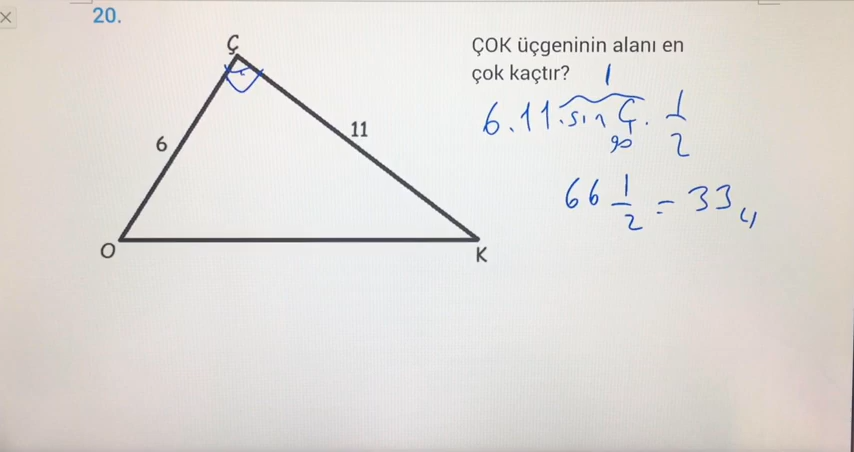 20.
ÇOK üçgeninin alanı en
çok kaçtır?
Ç
6
11
O
K
1
6.11.sin Ç. 1/2
90
66 1/2 = 33